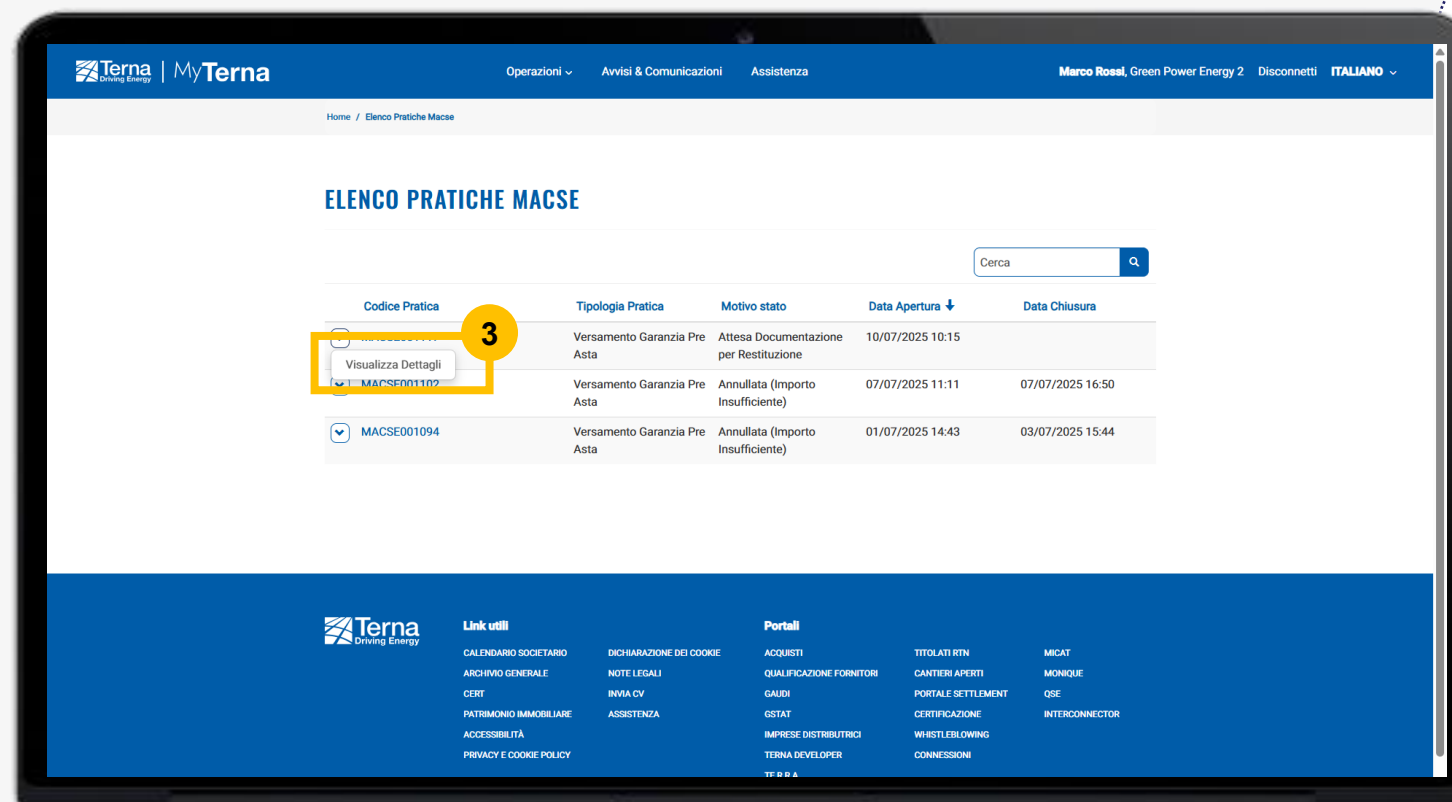 Terna Driving Energy | MyTerna
Operazioni
Avvisi & Comunicazioni
Assistenza
Marco Rossi, Green Power Energy 2
Disconnetti
ITALIANO
Home / Elenco Pratiche Macse
ELENCO PRATICHE MACSE
Cerca
Codice Pratica
Tipologia Pratica
Motivo stato
Data Apertura
Data Chiusura
3
Versamento Garanzia Pre
Asta
Attesa Documentazione
per Restituzione
10/07/2025 10:15
Visualizza Dettagli
MACSE001102
Versamento Garanzia Pre
Asta
Annullata (Importo
Insufficiente)
07/07/2025 11:11
07/07/2025 16:50
MACSE001094
Versamento Garanzia Pre
Asta
Annullata (Importo
Insufficiente)
01/07/2025 14:43
03/07/2025 15:44
Terna
Driving Energy
Link utili
CALENDARIO SOCIETARIO
ARCHIVIO GENERALE
CERT
PATRIMONIO IMMOBILIARE
ACCESSIBILITÀ
PRIVACY E COOKIE POLICY
DICHIARAZIONE DEI COOKIE
NOTE LEGALI
INVIA CV
ASSISTENZA
Portali
ACQUISTI
QUALIFICAZIONE FORNITORI
GAUDI
GSTAT
IMPRESE DISTRIBUTRICI
TERNA DEVELOPER
TE.R.R.A.
TITOLATI RTN
CANTIERI APERTI
PORTALE SETTLEMENT
CERTIFICAZIONE
WHISTLEBLOWING
CONNESSIONI
MICAT
MONIQUE
QSE
INTERCONNECTOR